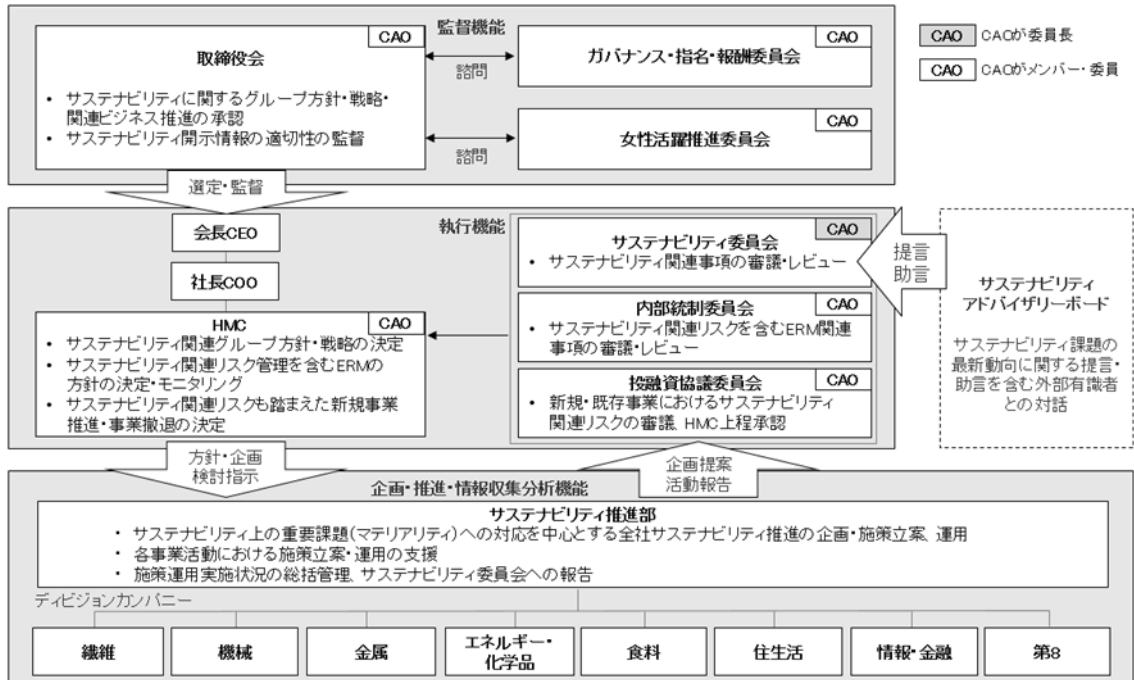 監督機能
CAO
取締役会
• サステナビリティに関するグループ方針・戦略・
関連ビジネス推進の承認
• サステナビリティ開示情報の適切性の監督
諮問
CAO
ガバナンス・指名・報酬委員会
諮問
CAO
女性活躍推進委員会
CAO CAOが委員長
CAO CAOがメンバー・委員
選定・監督
執行機能
会長CEO
社長COO
CAO
HMC
• サステナビリティ関連グループ方針・戦略の決定
• サステナビリティ関連リスク管理を含むERMの
方針の決定・モニタリング
• サステナビリティ関連リスクも踏まえた新規事業
推進・事業撤退の決定
CAO
サステナビリティ委員会
• サステナビリティ関連事項の審議・レビュー
CAO
内部統制委員会
• サステナビリティ関連リスクを含むERM関連
事項の審議・レビュー
CAO
投融資協議委員会
• 新規・既存事業におけるサステナビリティ
関連リスクの審議、HMC上程承認
提言
助言
サステナビリティ
アドバイザリーボード
サステナビリティ課題の
最新動向に関する提言・
助言を含む外部有識者
との対話
方針・企画
検討指示
企画提案
活動報告
企画・推進・情報収集分析機能
サステナビリティ推進部
• サステナビリティ上の重要課題(マテリアリティ)への対応を中心とする全社サステナビリティ推進の企画・施策立案、運用
• 各事業活動における施策立案・運用の支援
• 施策運用実施状況の総括管理、サステナビリティ委員会への報告
ディビジョンカンパニー
繊維
機械
金属
エネルギー・
化学品
食料
住生活
情報・金融
第8